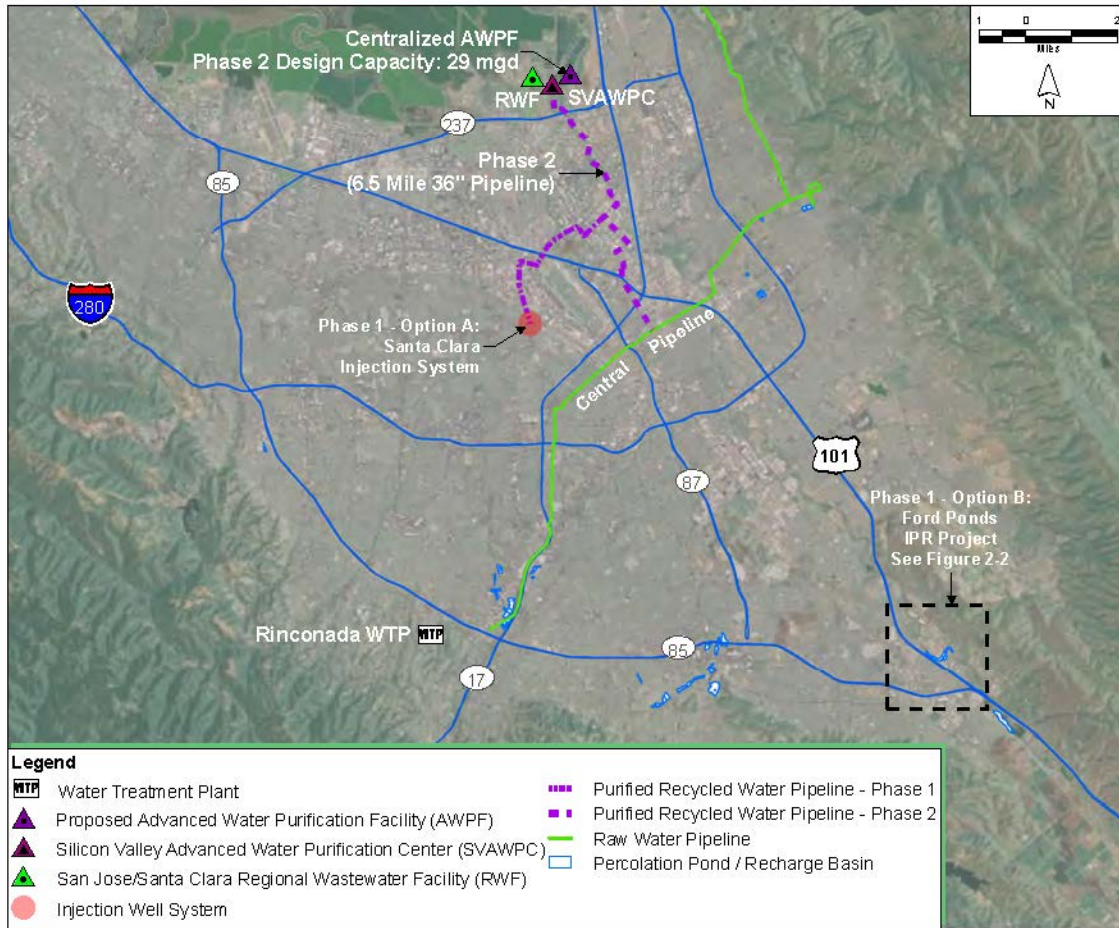 1 0 2
Miles
N
Centralized AWPF
Phase 2 Design Capacity: 29 mgd
RWF
SVAWPC
237
Phase 2
(6.5 Mile 36" Pipeline)
85
280
Phase 1 - Option A:
Santa Clara
Injection System
Central Pipeline
101
87
Phase 1 - Option B:
Ford Ponds
IPR Project
See Figure 2-2
Rinconada WTP
WTP
85
17
Legend
WTP Water Treatment Plant
Proposed Advanced Water Purification Facility (AWPF)
Silicon Valley Advanced Water Purification Center (SVAWPC)
San Jose/Santa Clara Regional Wastewater Facility (RWF)
Injection Well System
Purified Recycled Water Pipeline - Phase 1
Purified Recycled Water Pipeline - Phase 2
Raw Water Pipeline
Percolation Pond / Recharge Basin